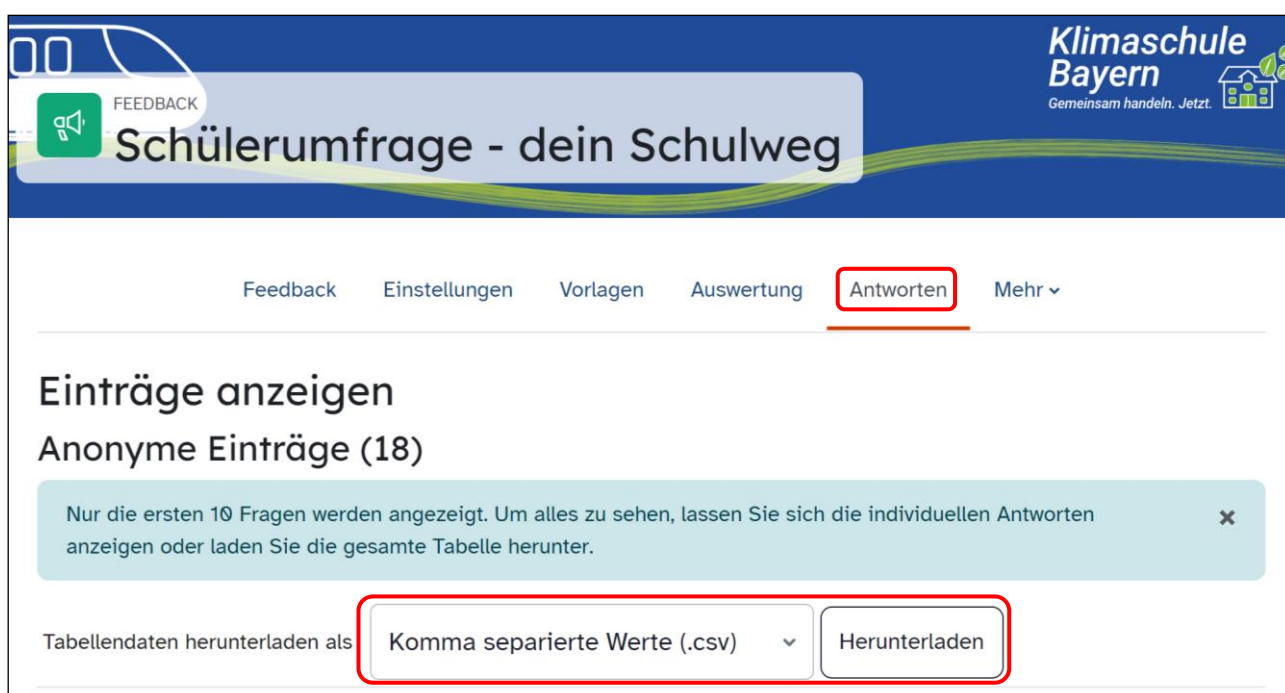 Klimaschule
Bayern
Gemeinsam handeln. Jetzt.
FEEDBACK
Schülerumfrage - dein Schulweg
Feedback Einstellungen Vorlagen Auswertung Antworten Mehr
Einträge anzeigen
Anonyme Einträge (18)
Nur die ersten 10 Fragen werden angezeigt. Um alles zu sehen, lassen Sie sich die individuellen Antworten
anzeigen oder laden Sie die gesamte Tabelle herunter.
Tabellendaten herunterladen als Komma separierte Werte (.csv) Herunterladen